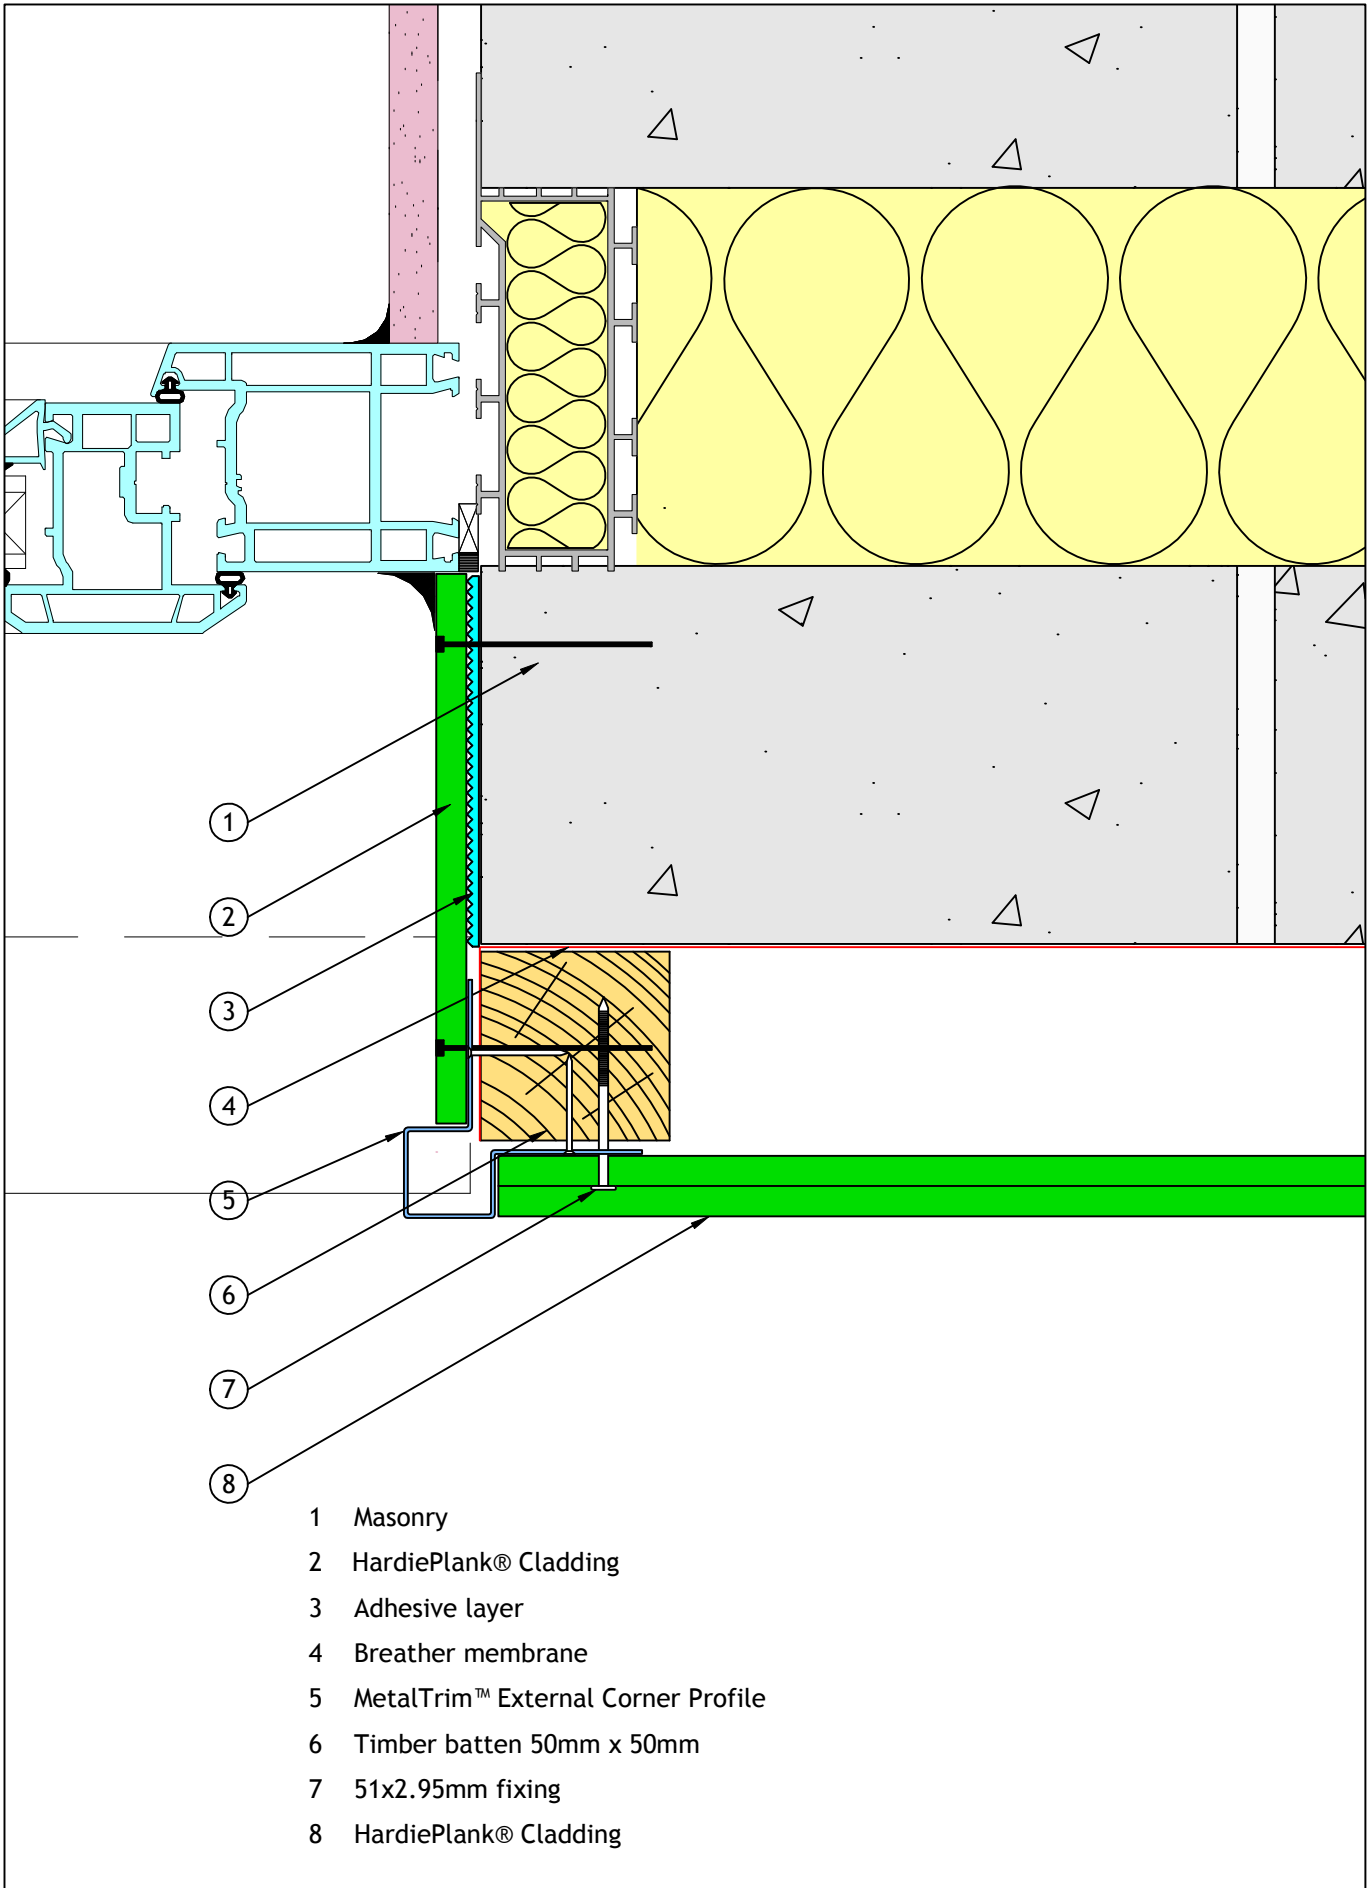 1
2
3
4
5
6
7
8
1 Masonry
2 HardiePlank® Cladding
3 Adhesive layer
4 Breather membrane
5 MetalTrim™ External Corner Profile
6 Timber batten 50mm x 50mm
7 51x2.95mm fixing
8 HardiePlank® Cladding